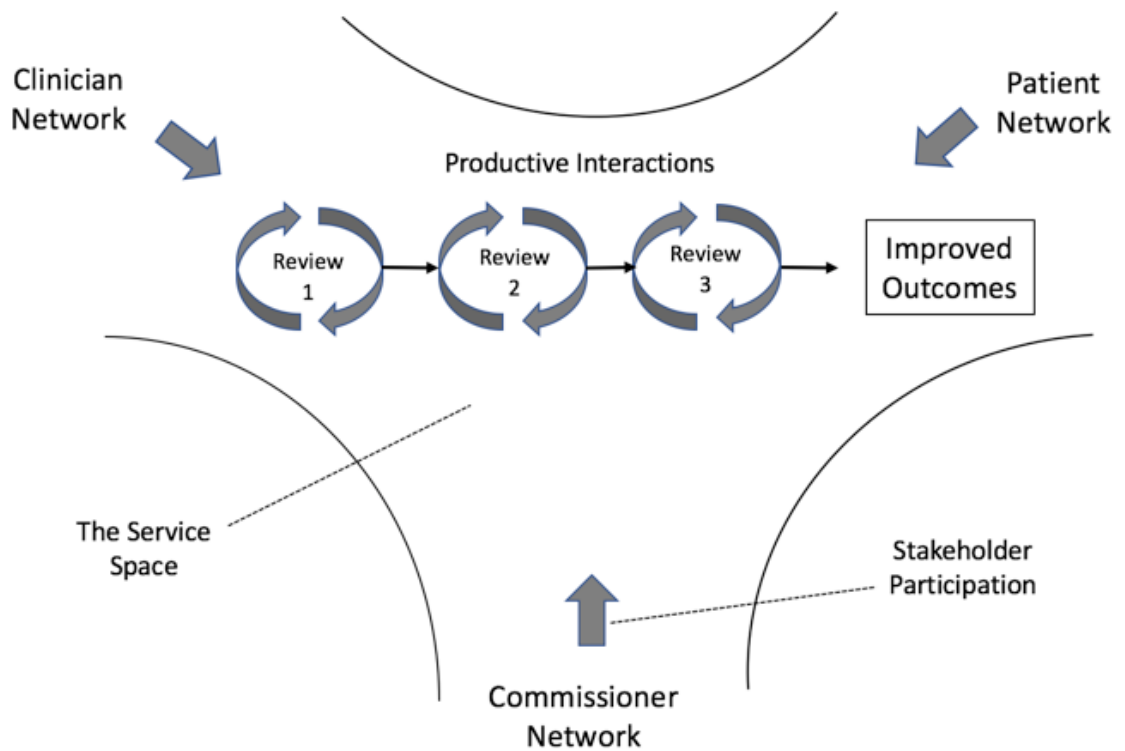 Clinician
Network
Patient
Network
Productive Interactions
Review
1
Review
2
Review
3
Improved
Outcomes
The Service
Space
Stakeholder
Participation
Commissioner
Network